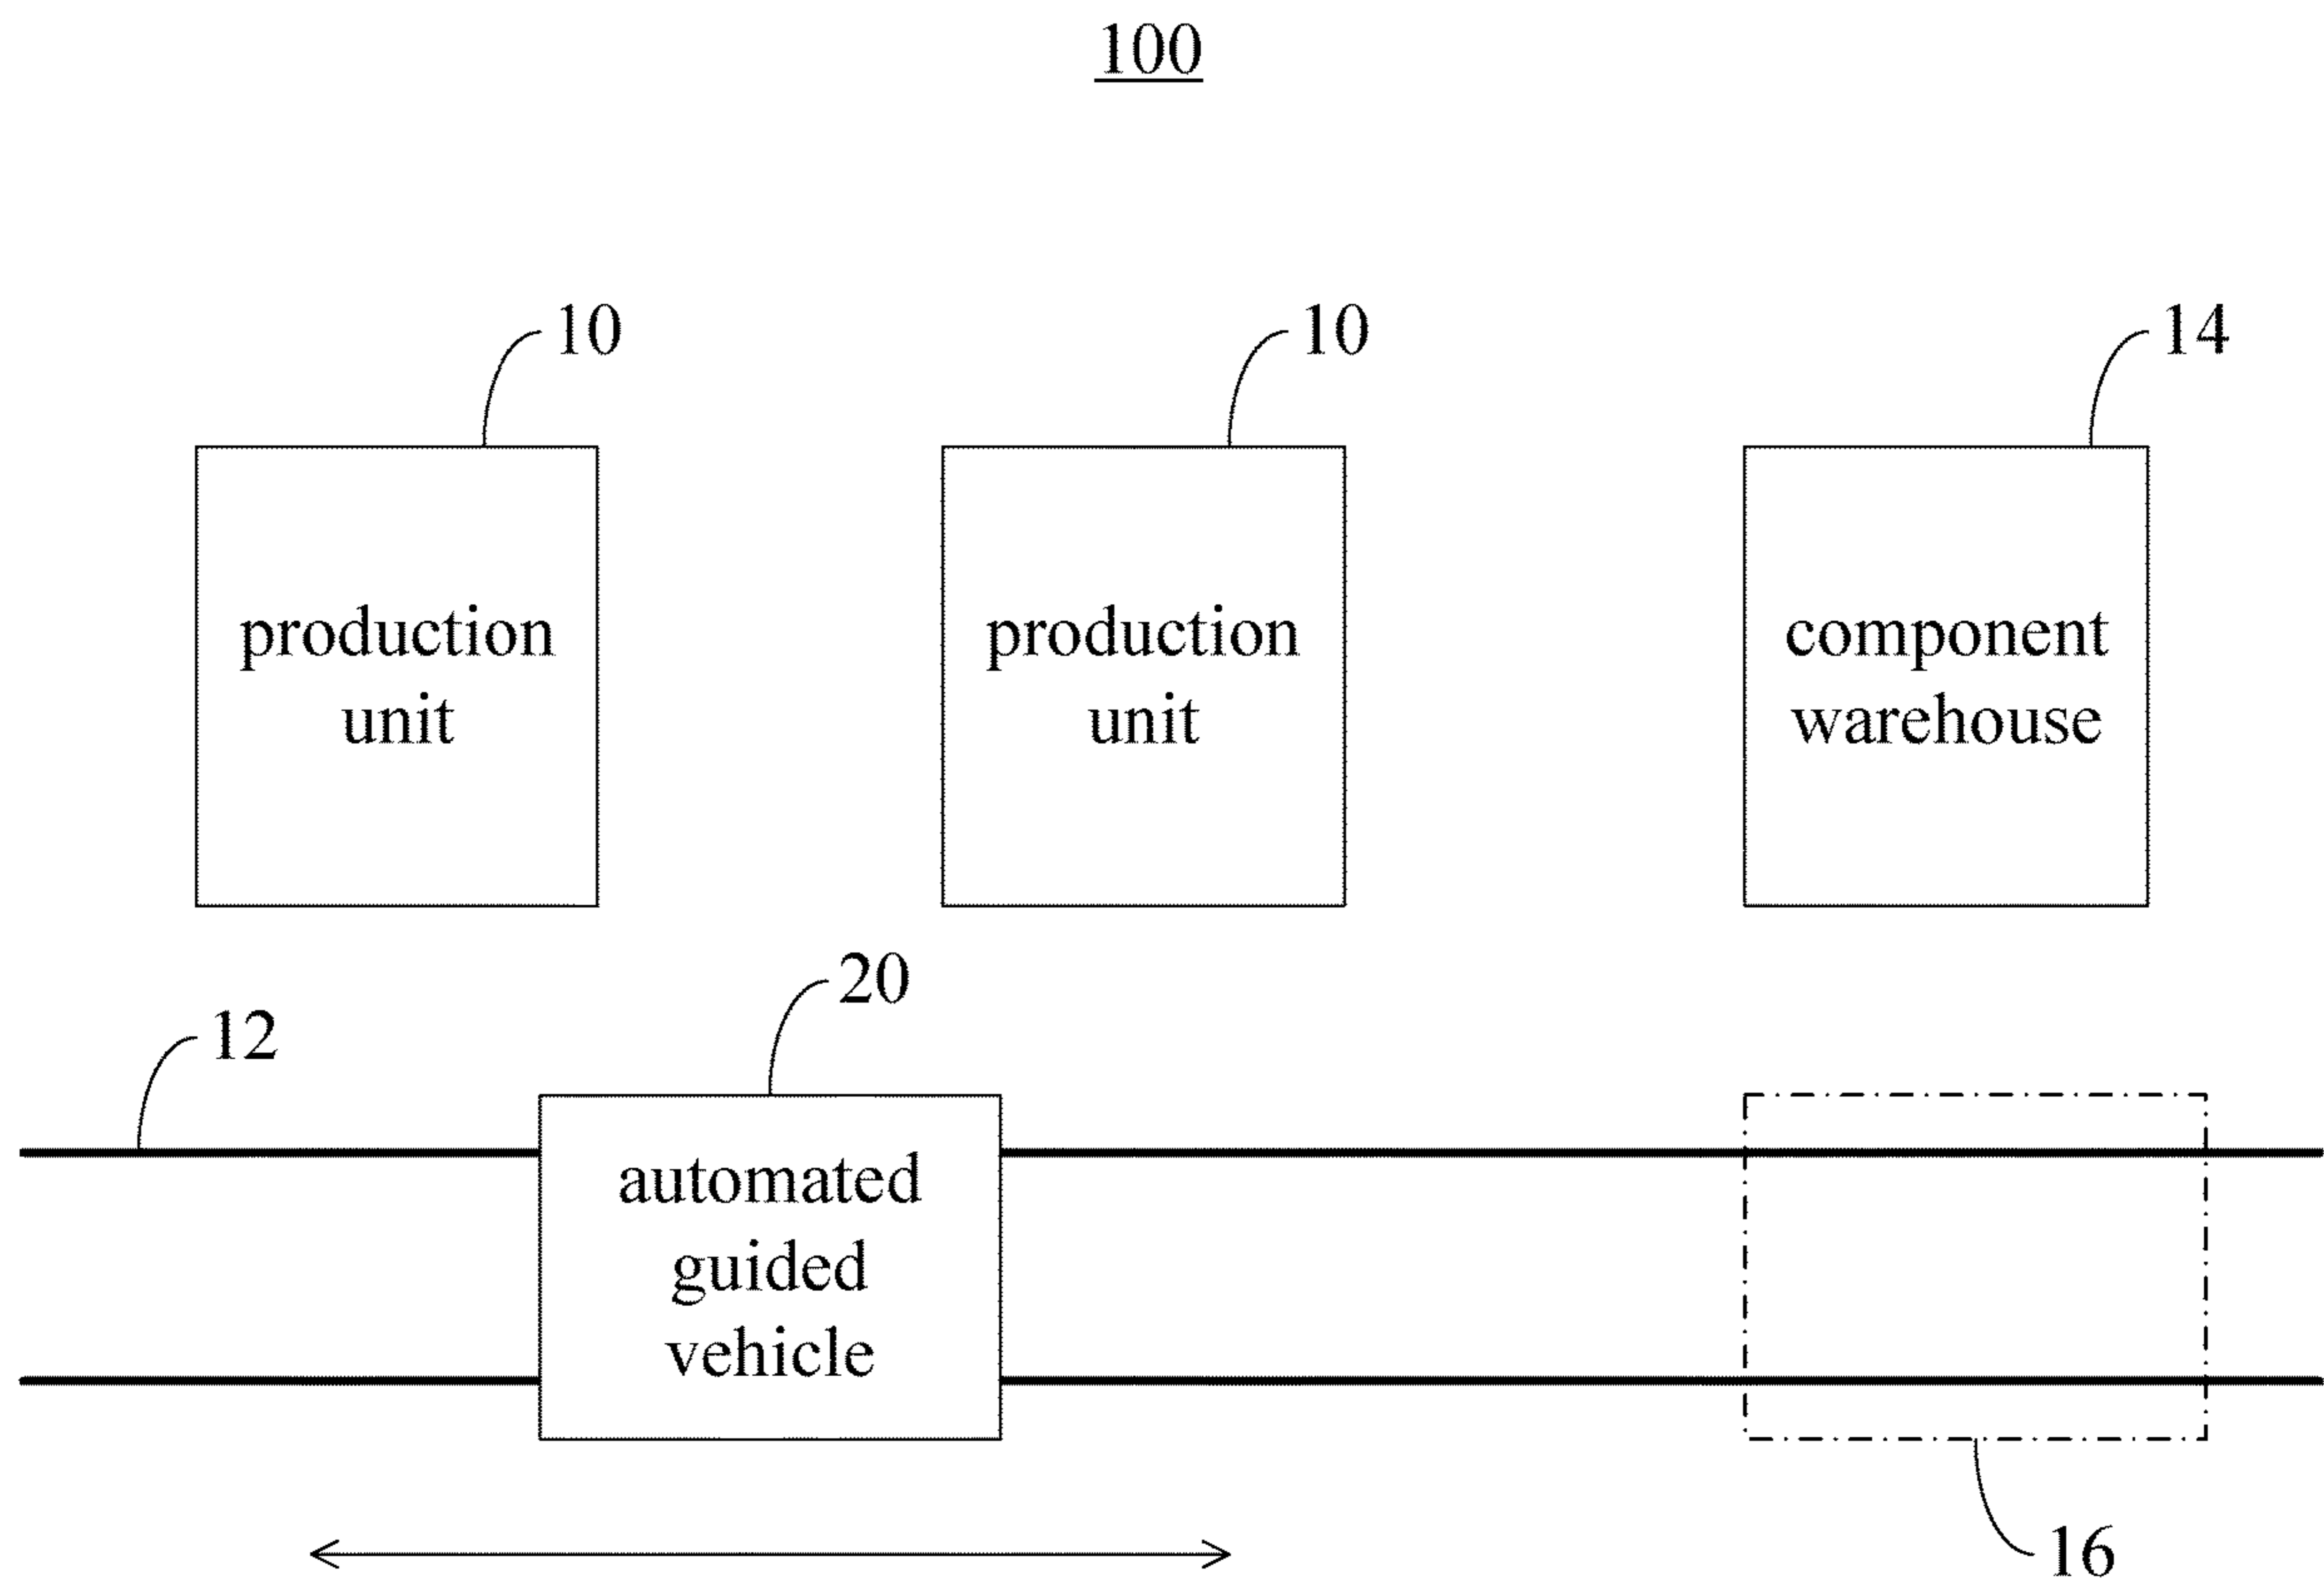 100
10
10
14
production
unit
production
unit
component
warehouse
20
12
automated
guided
vehicle
16